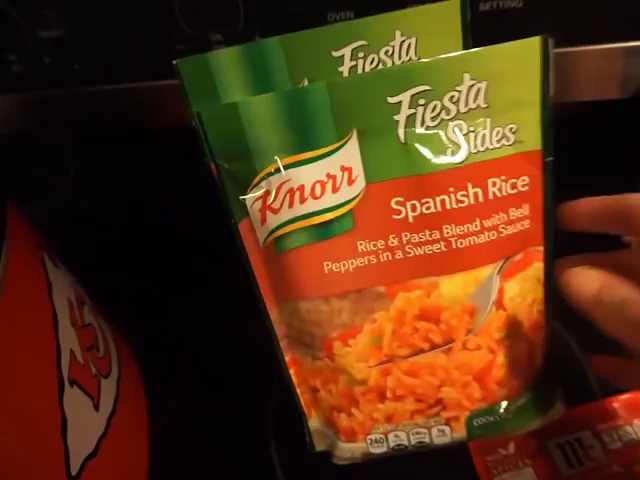 OVEN
SETTING
Fiesta
Fiesta
Sides
Knorr
Spanish Rice
Rice & Pasta Blend with Bell
Peppers in a Sweet Tomato Sauce
240
KC